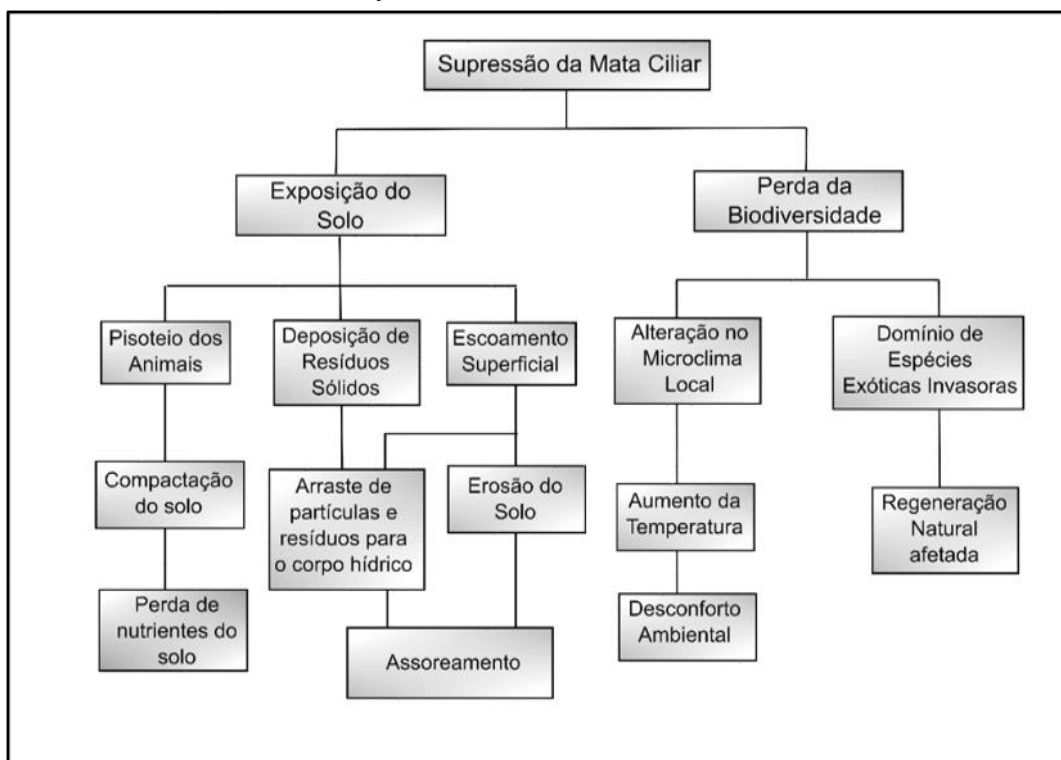 Supressão da Mata Ciliar
Exposição do
Solo
Perda da
Biodiversidade
Pisoteio dos
Animais
Deposição de
Resíduos
Sólidos
Escoamento
Superficial
Alteração no
Microclima
Local
Domínio de
Espécies
Exóticas Invasoras
Compactação
do solo
Arraste de
partículas e
resíduos para
o corpo hídrico
Erosão do
Solo
Aumento da
Temperatura
Regeneração
Natural
afetada
Perda de
nutrientes do
solo
Assoreamento
Desconforto
Ambiental